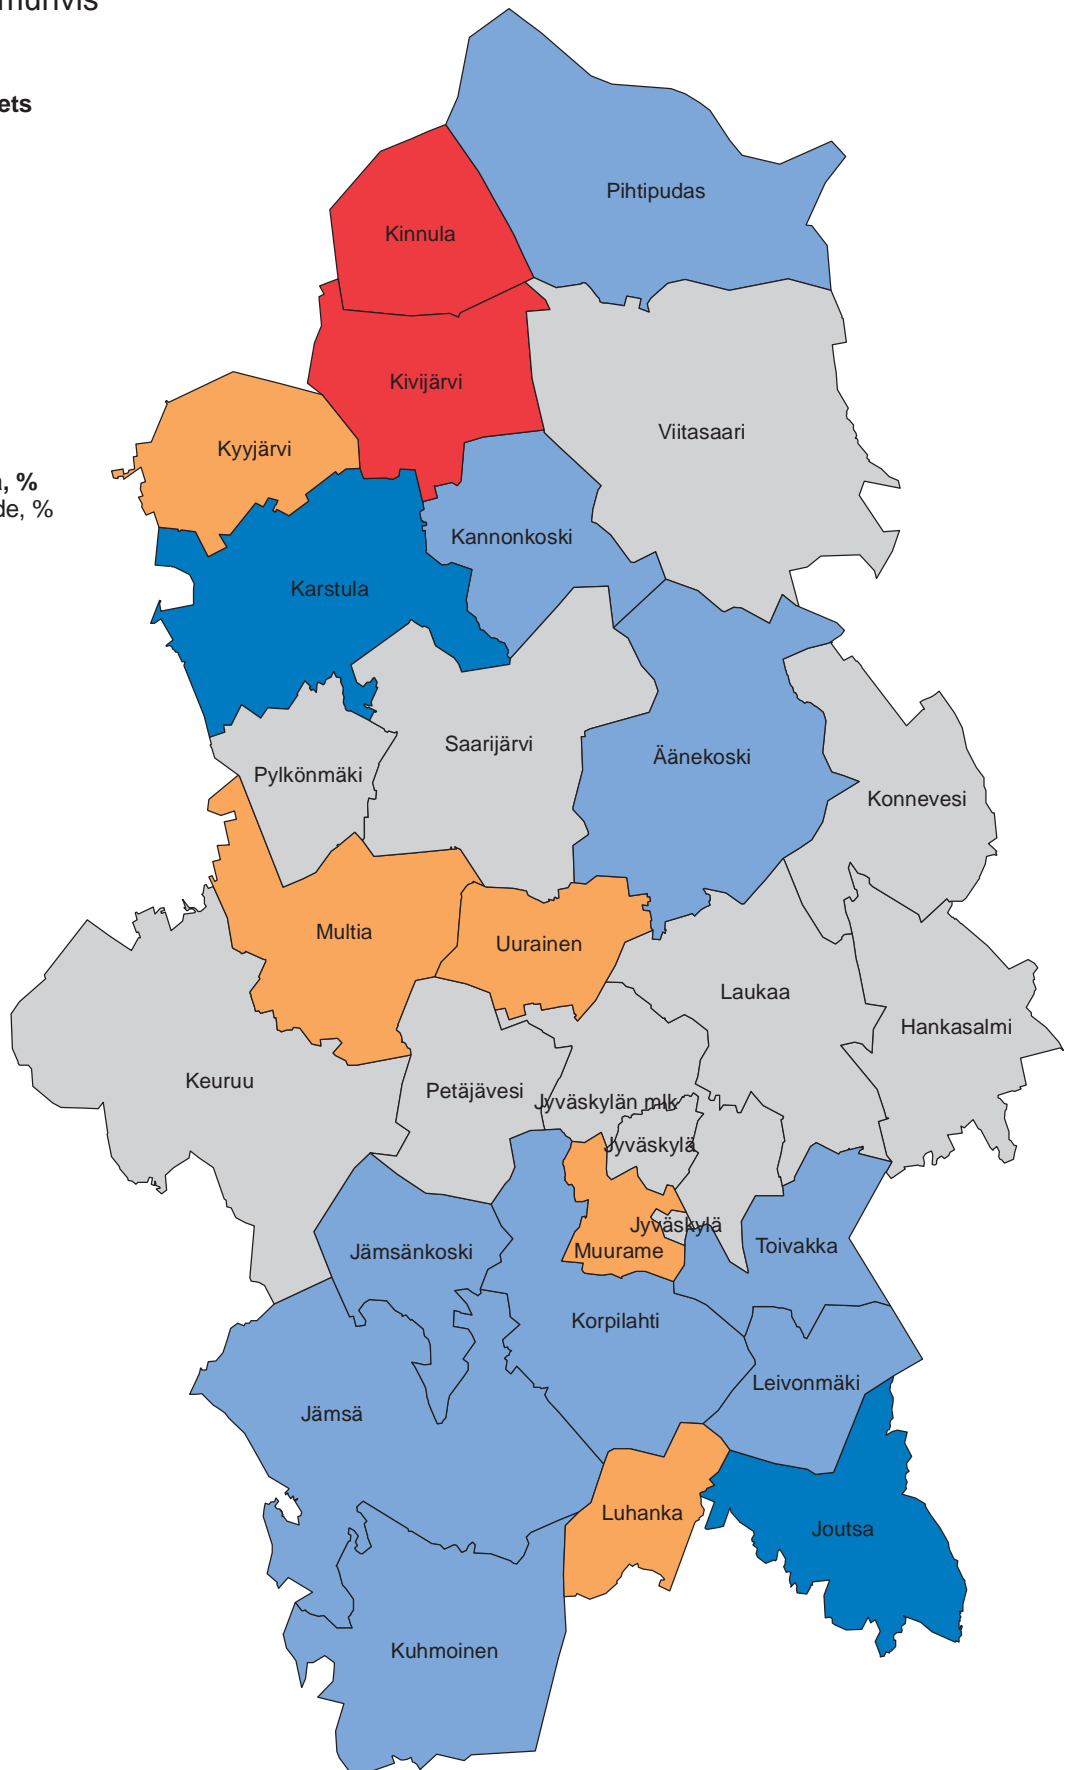 ets
, %
de, %
Pihtipudas
Kinnula
Kivijärvi
Viitasaari
Kyyjärvi
Kannonkoski
Karstula
Saarijärvi
Äänekoski
Pylkönmäki
Konnevesi
Multia
Uurainen
Laukaa
Hankasalmi
Keuruu
Petäjävesi
Jyväskylän mlk
Jyväskylä
Jyväskylä
Muurame
Toivakka
Jämsänkoski
Korpilahti
Leivonmäki
Jämsä
Luhanka
Joutsa
Kuhmoinen